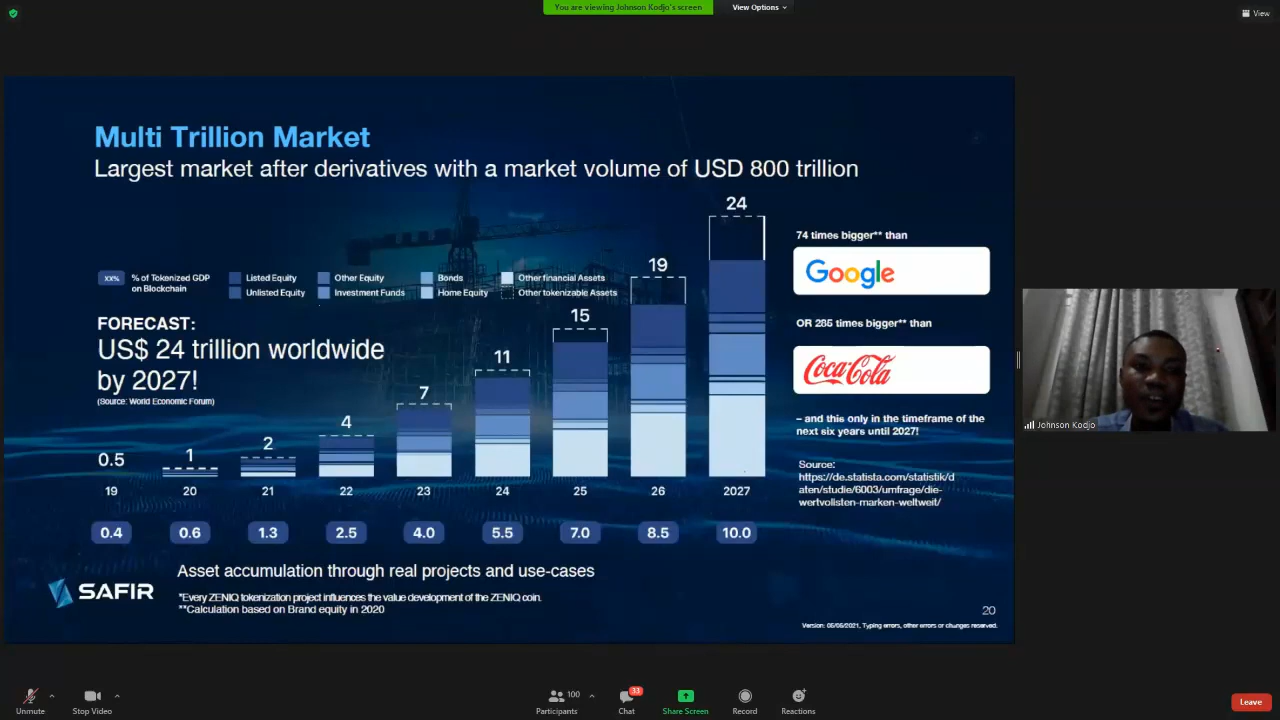 You are viewing Johnson Kodjo's screen
View Options
View
Multi Trillion Market
Largest market after derivatives with a market volume of USD 800 trillion
XX%
% of Tokenized GDP
on Blockchain
Listed Equity
Other Equity
Bonds
Other financial Assets
Unlisted Equity
Investment Funds
Home Equity
Other tokenizable Assets
FORECAST:
US$ 24 trillion worldwide
by 2027!
(Source: World Economic Forum)
0.5
1
2
4
7
11
15
19
24
19
20
21
22
23
24
25
26
2027
0.4
0.6
1.3
2.5
4.0
5.5
7.0
8.5
10.0
74 times bigger** than
Google
OR 285 times bigger** than
Coca-Cola
– and this only in the timeframe of the
next six years until 2027!
Source:
https://de.statista.com/statistik/d
aten/studie/6003/umfrage/die-
wertvollsten-marken-weltweit/
Asset accumulation through real projects and use-cases
SAFIR
*Every ZENIQ tokenization project influences the value development of the ZENIQ coin.
**Calculation based on Brand equity in 2020
20
Version: 05/05/2021, Typing errors, other errors or changes reserved.
Johnson Kodjo
Unmute
Stop Video
100
Participants
33
Chat
Share Screen
Record
Reactions
Leave